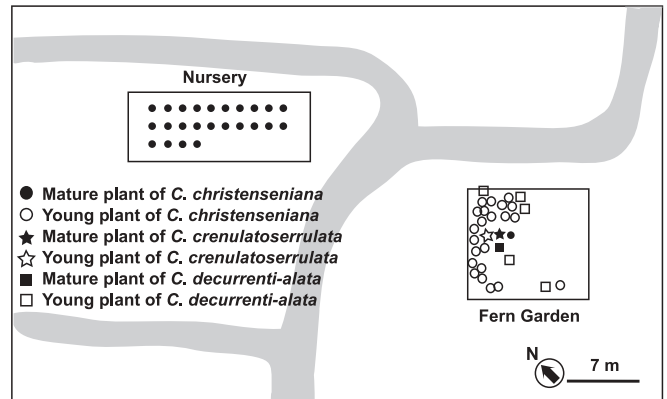 Nursery
Mature plant of C. christenseniana
Young plant of C. christenseniana
Mature plant of C. crenulatoserrulata
Young plant of C. crenulatoserrulata
Mature plant of C. decurrenti-alata
Young plant of C. decurrenti-alata
Fern Garden
N
7 m